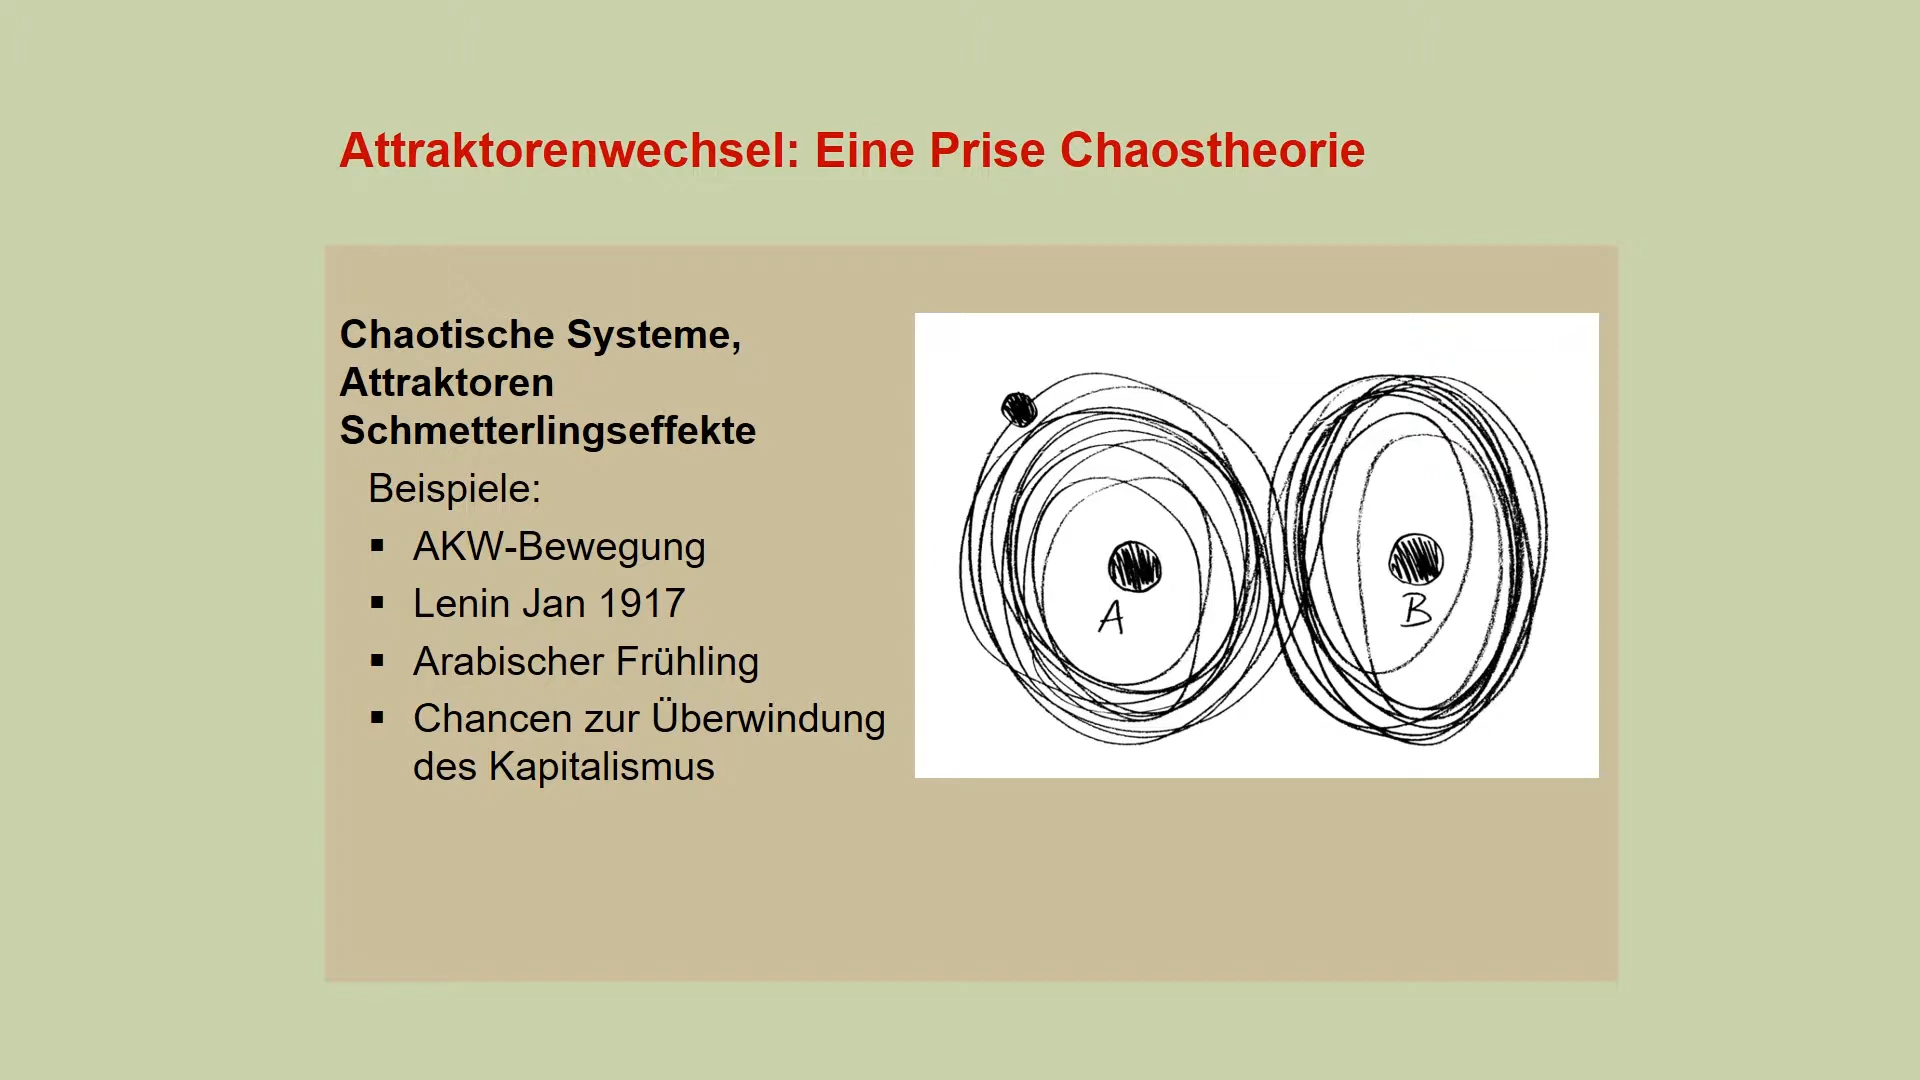 Attraktorenwechsel: Eine Prise Chaostheorie
Chaotische Systeme,
Attraktoren
Schmetterlingseffekte
Beispiele:
▪ AKW-Bewegung
▪ Lenin Jan 1917
▪ Arabischer Frühling
▪ Chancen zur Überwindung
des Kapitalismus
A
B